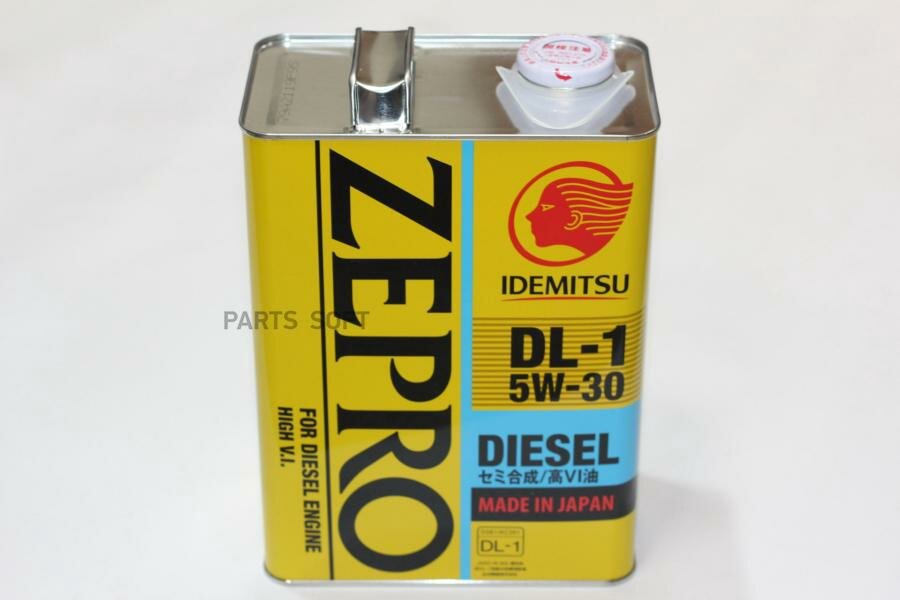 IDEMITSU
DL-1
5W-30
DIESEL
セミ合成/高VI油
MADE IN JAPAN
DL-1
ZEPRO
FOR DIESEL ENGINE
HIGH V.I.
PARTS SOFT